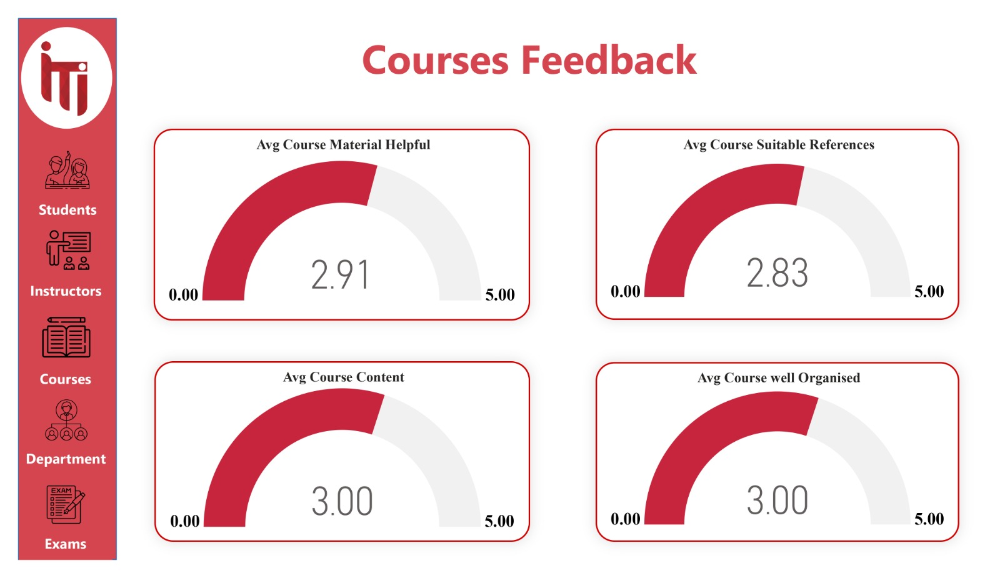 iTi
Students
Instructors
Courses
Department
EXAM
Exams
Courses Feedback
Avg Course Material Helpful
2.91
0.00
5.00
Avg Course Suitable References
2.83
0.00
5.00
Avg Course Content
3.00
0.00
5.00
Avg Course well Organised
3.00
0.00
5.00